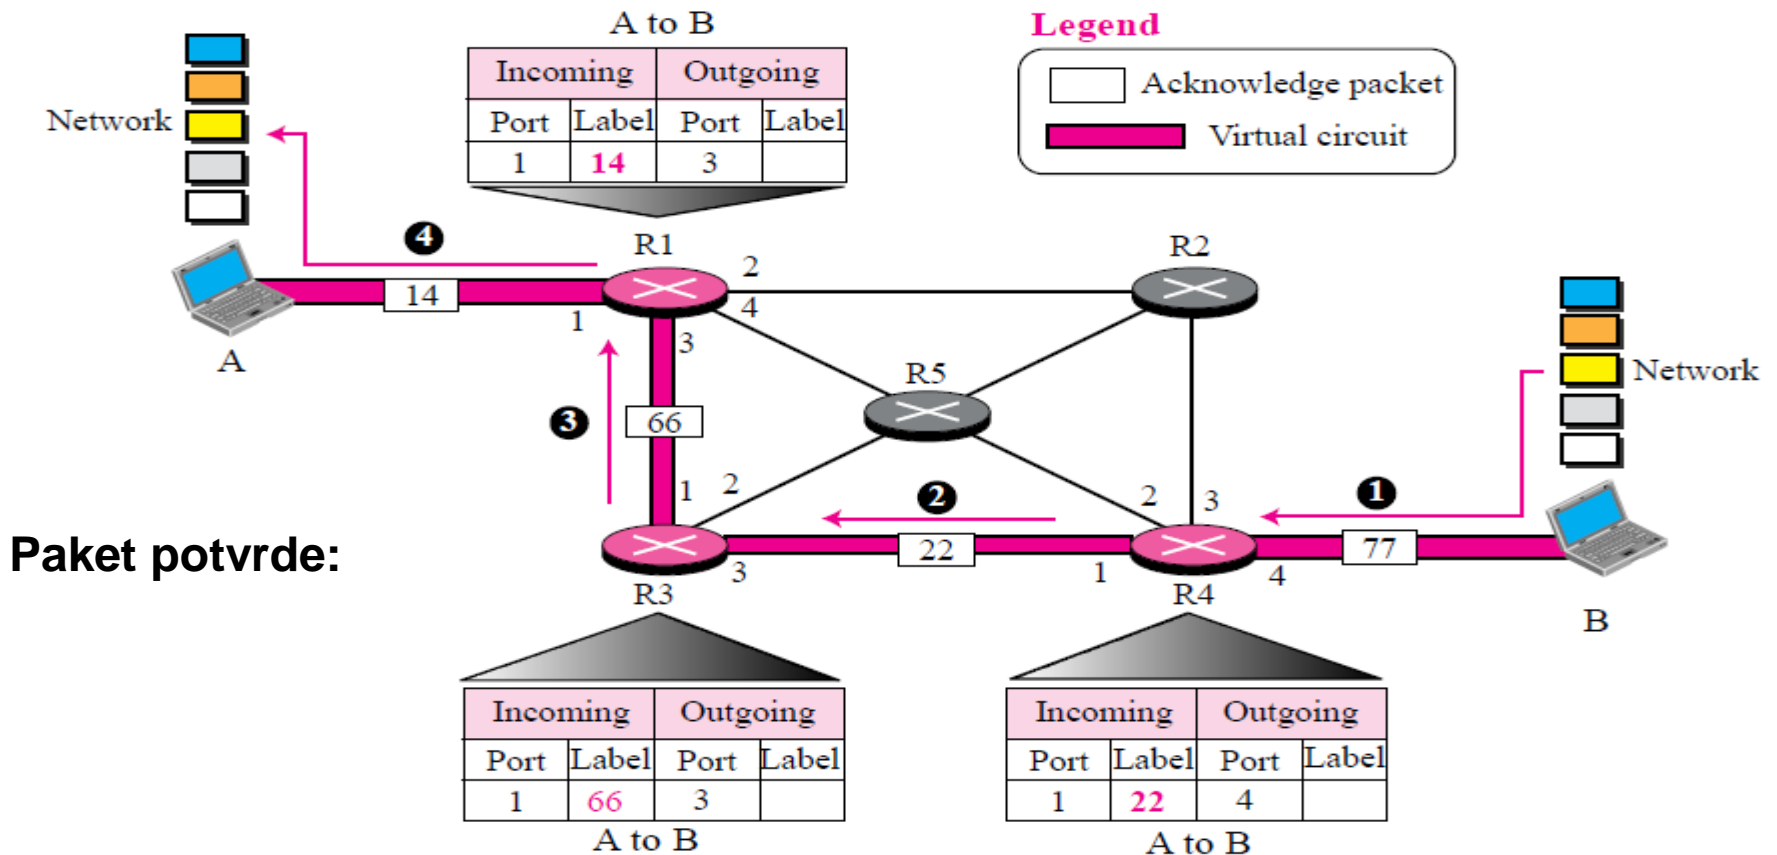 A to B
Legend
Incoming Outgoing
Port Label Port Label
1 14 3
Acknowledge packet
Virtual circuit
Network
4
R1
R2
2
14
4
1
3
A
R5
Network
3
66
1
2
2
2
3
1
Paket potvrde:
22
77
3
1
4
R3
R4
B
Incoming Outgoing
Port Label Port Label
1 66 3
A to B
Incoming Outgoing
Port Label Port Label
1 22 4
A to B